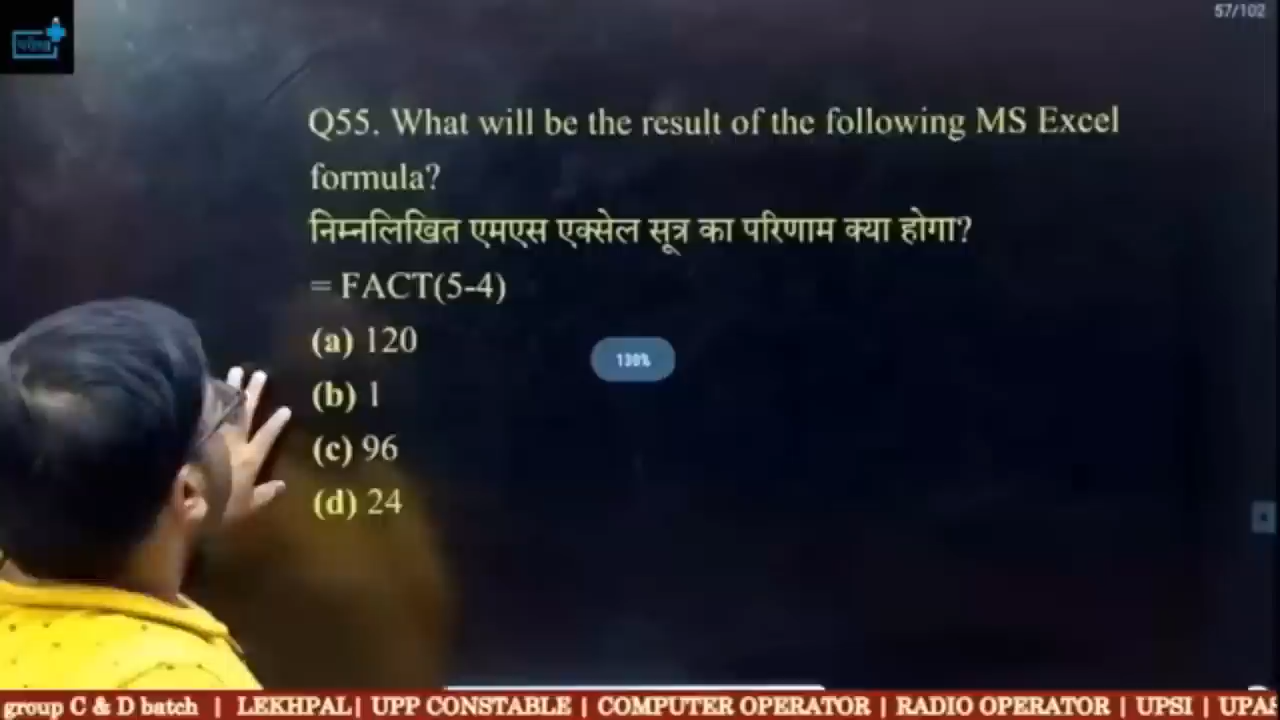 57/102
परीक्षा
Q55. What will be the result of the following MS Excel
formula?
निम्नलिखित एमएस एक्सेल सूत्र का परिणाम क्या होगा?
= FACT(5-4)
(a) 120
130%
(b) 1
(c) 96
(d) 24
group C & D batch | LEKHPAL| UPP CONSTABLE | COMPUTER OPERATOR | RADIO OPERATOR | UPSI |